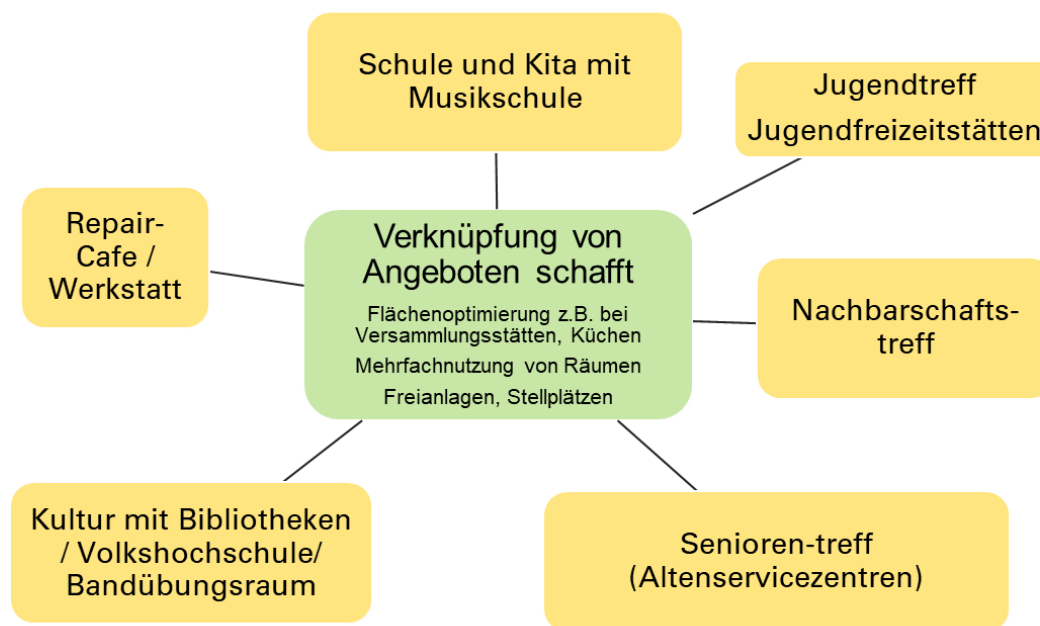 Schule und Kita mit
Musikschule
Jugendtreff
Jugendfreizeitstätten
Repair-
Cafe /
Werkstatt
Verknüpfung von
Angeboten schafft
Flächenoptimierung z.B. bei
Versammlungsstätten, Küchen
Mehrfachnutzung von Räumen
Freianlagen, Stellplätzen
Nachbarschafts-
treff
Kultur mit Bibliotheken
/ Volkshochschule/
Bandübungsraum
Senioren-treff
(Altenservicezentren)